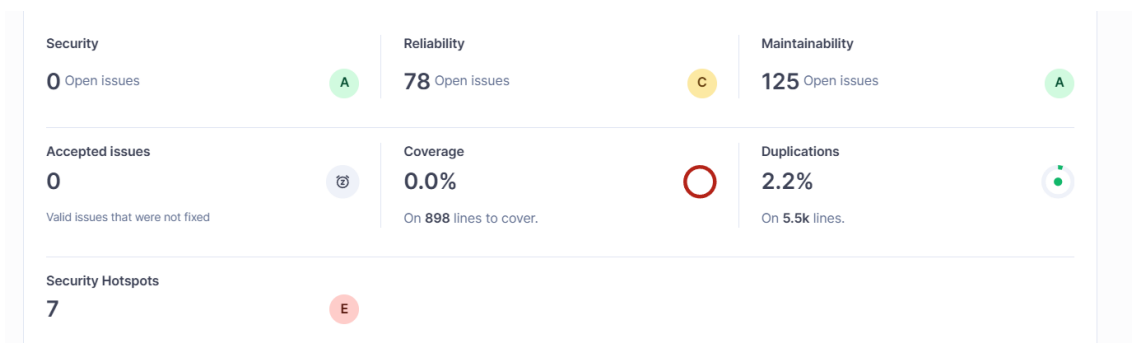 Security
0 Open issues
A
Reliability
78 Open issues
C
Maintainability
125 Open issues
A
Accepted issues
0
Valid issues that were not fixed
Coverage
0.0%
On 898 lines to cover.
Duplications
2.2%
On 5.5k lines.
Security Hotspots
7
E